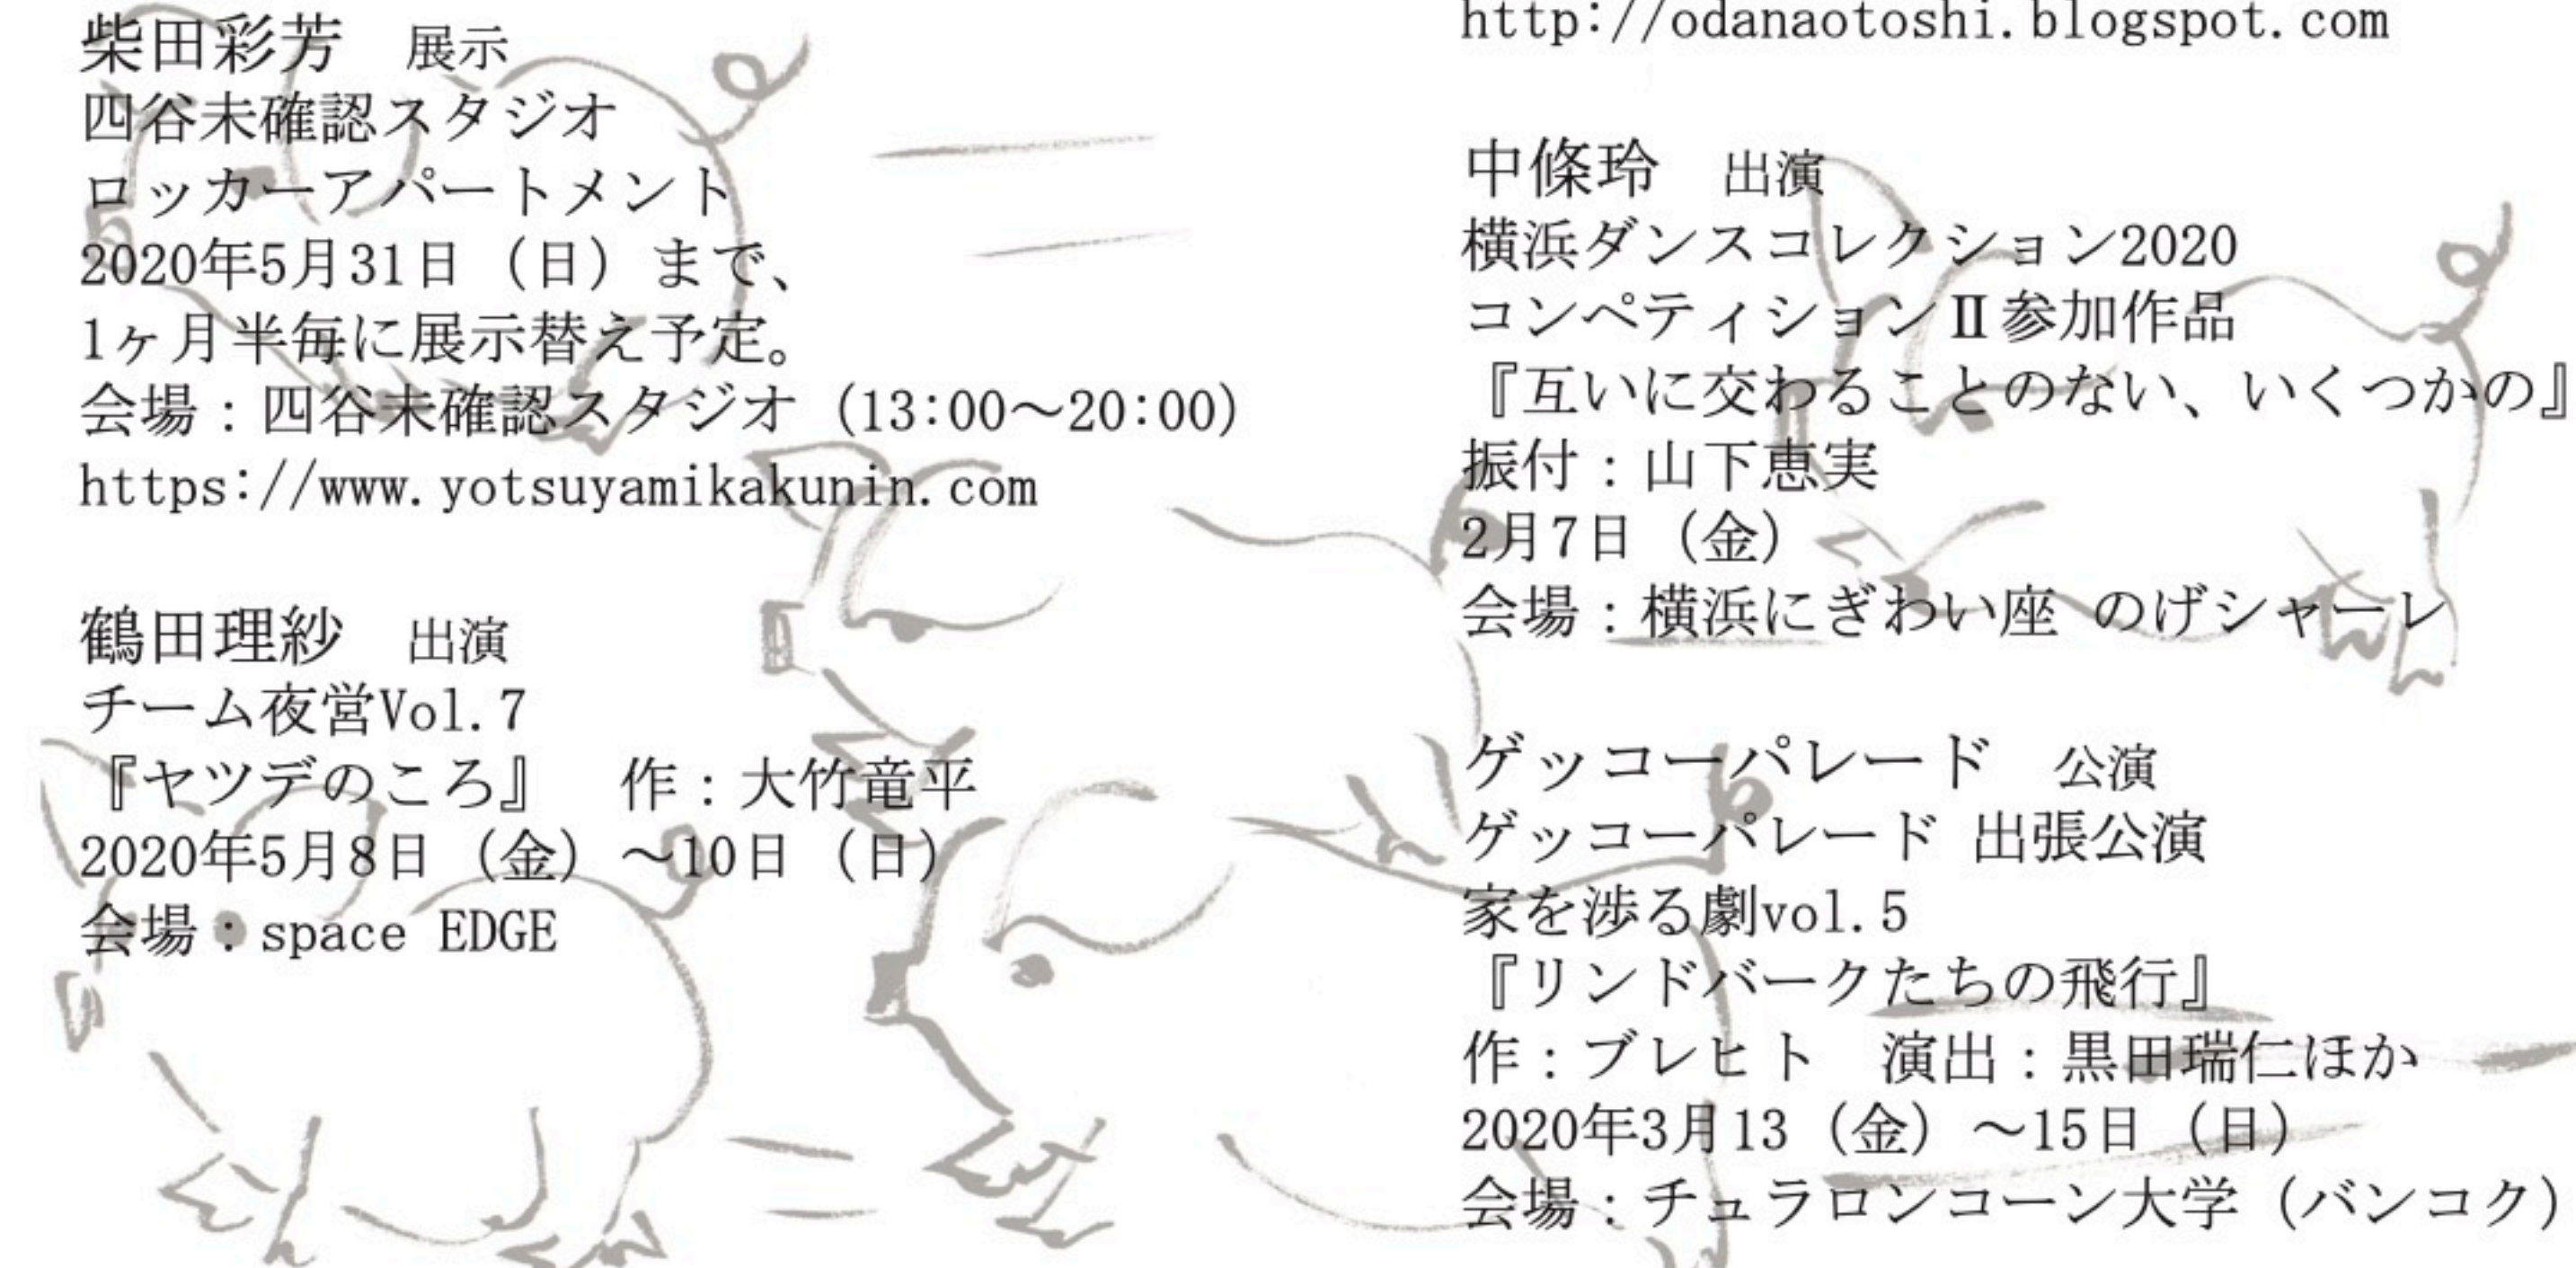 柴田彩芳　展示
四谷未確認スタジオ
ロッカーアパートメント
2020年5月31日（日）まで、
1ヶ月半毎に展示替え予定。
会場：四谷未確認スタジオ（13:00～20:00）
https://www.yotsuyamikakunin.com
鶴田理紗　出演
チーム夜営Vol.7
『ヤツデのころ』　作：大竹竜平
2020年5月8日（金）～10日（日）
会場：space EDGE
http://odanaotoshi.blogspot.com
中條玲　出演
横浜ダンスコレクション2020
コンペティションⅡ参加作品
『互いに交わることのない、いくつかの』
振付：山下恵実
2月7日（金）
会場：横浜にぎわい座 のげシャーレ
ゲッコーパレード　公演
ゲッコーパレード 出張公演
家を渉る劇vol.5
『リンドバークたちの飛行』
作：ブレヒト　演出：黒田瑞仁ほか
2020年3月13（金）～15日（日）
会場：チュラロンコーン大学（バンコク）